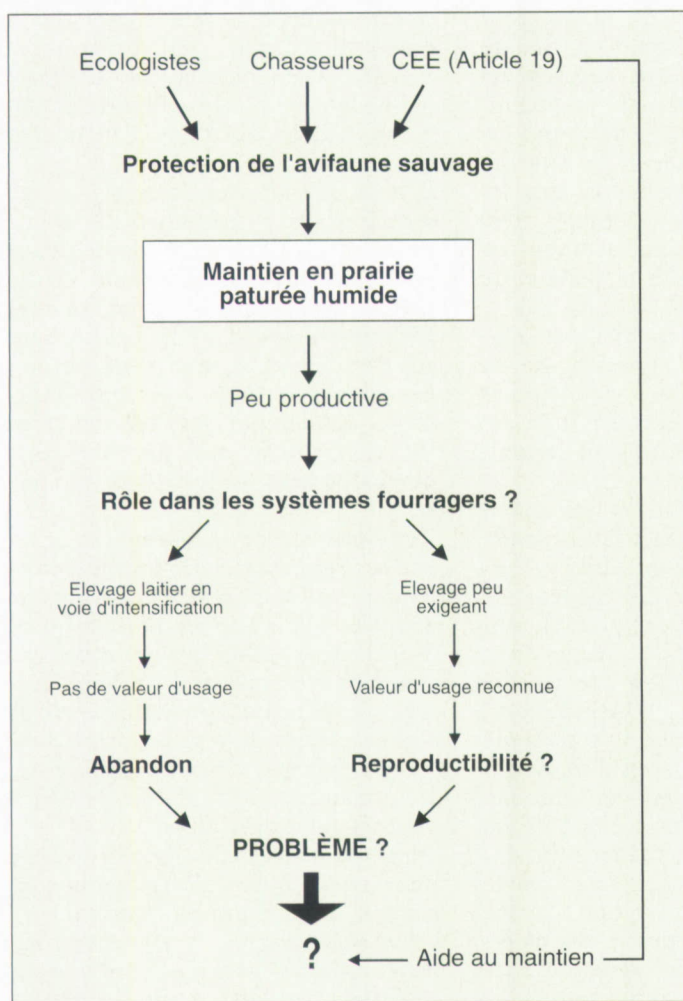 Ecologistes Chasseurs CEE (Article 19)
Protection de l'avifaune sauvage
Maintien en prairie
paturée humide
Peu productive
Rôle dans les systèmes fourragers ?
Elevage laitier en
voie d'intensification
Elevage peu
exigeant
Pas de valeur d'usage
Valeur d'usage reconnue
Abandon
Reproductibilité ?
PROBLÈME ?
?
Aide au maintien